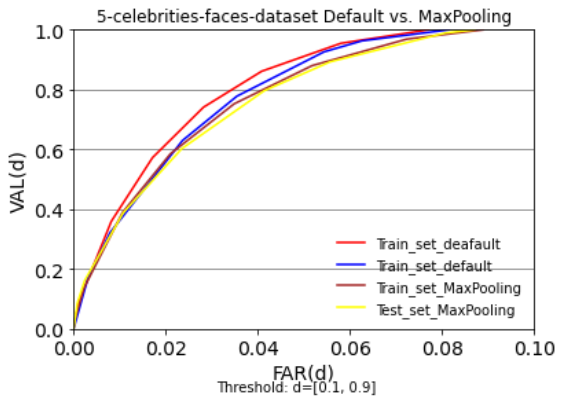 5-celebrities-faces-dataset Default vs. MaxPooling
1.0
0.8
0.6
0.4
0.2
0.0
VAL(d)
Train_set_deafault
Train_set_default
Train_set_MaxPooling
Test_set_MaxPooling
0.00 0.02 0.04 0.06 0.08 0.10
FAR(d)
Threshold: d=[0.1, 0.9]